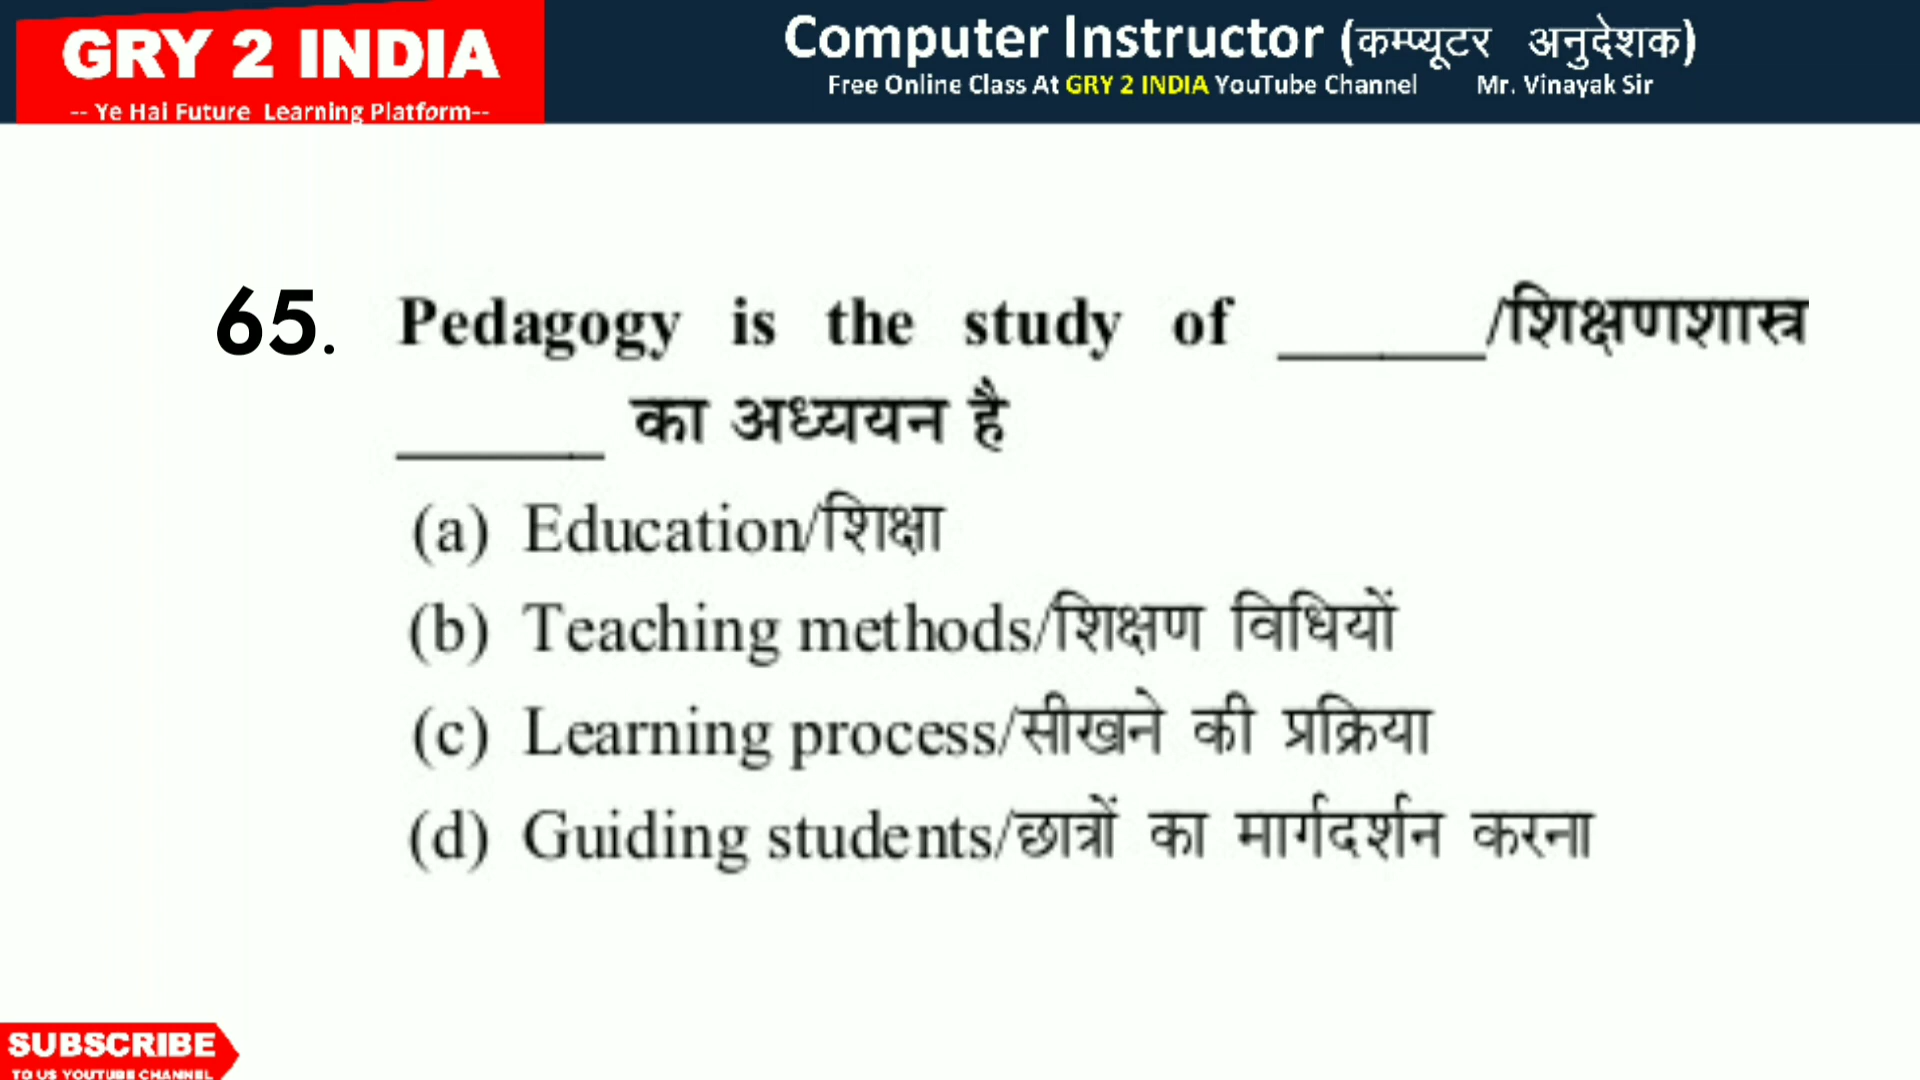 GRY 2 INDIA
-- Ye Hai Future Learning Platform--
Computer Instructor (कम्प्यूटर अनुदेशक)
Free Online Class At GRY 2 INDIA YouTube Channel Mr. Vinayak Sir
65. Pedagogy is the study of ______/शिक्षणशास्त्र
______ का अध्ययन है
(a) Education/शिक्षा
(b) Teaching methods/शिक्षण विधियों
(c) Learning process/सीखने की प्रक्रिया
(d) Guiding students/छात्रों का मार्गदर्शन करना
SUBSCRIBE
TO US YOUTUBE CHANNEL